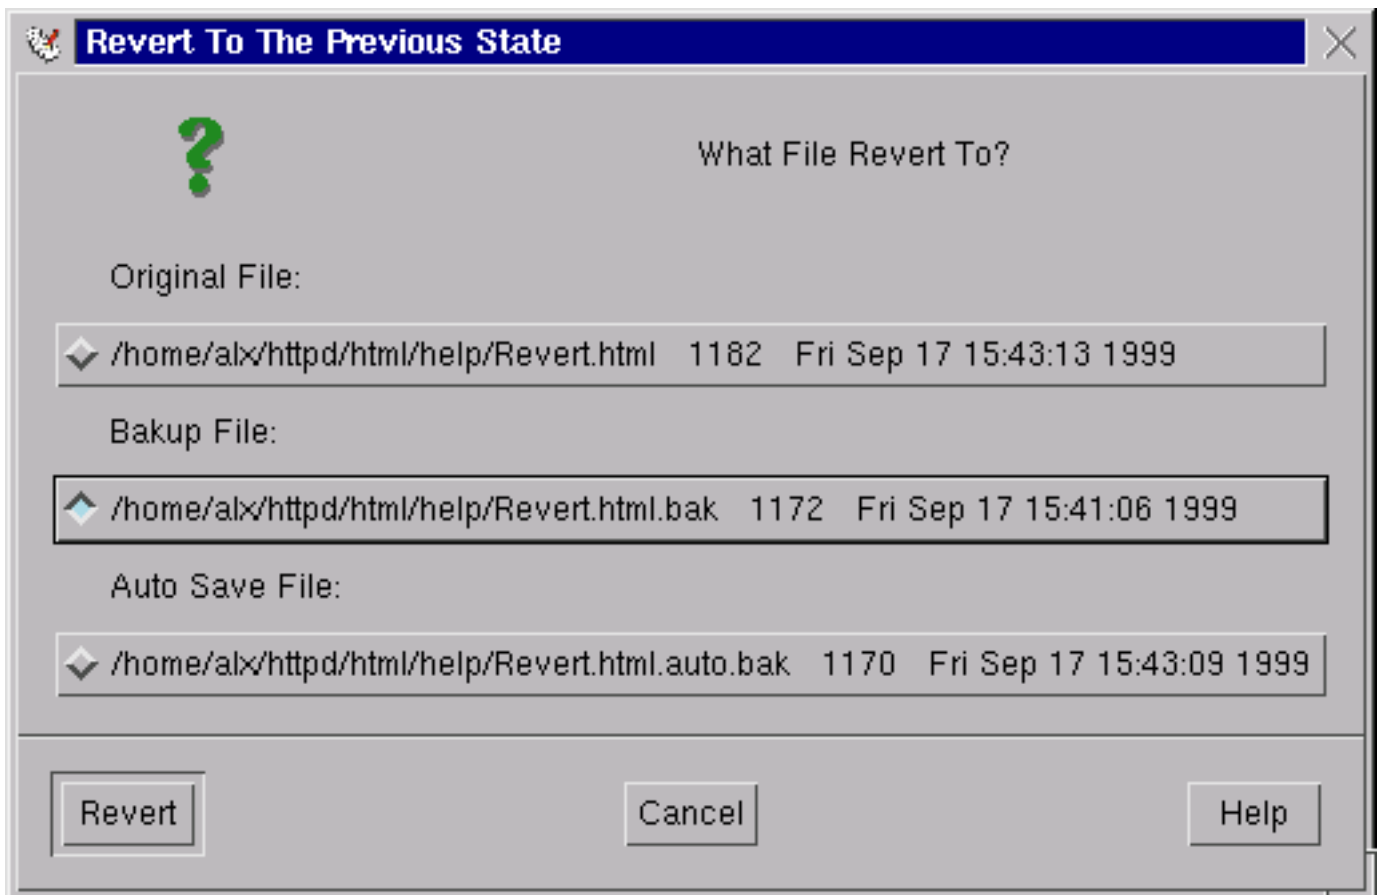 Revert To The Previous State
What File Revert To?
Original File:
/home/alx/httpd/html/help/Revert.html 1182 Fri Sep 17 15:43:13 1999
Bakup File:
/home/alx/httpd/html/help/Revert.html.bak 1172 Fri Sep 17 15:41:06 1999
Auto Save File:
/home/alx/httpd/html/help/Revert.html.auto.bak 1170 Fri Sep 17 15:43:09 1999
Revert Cancel Help